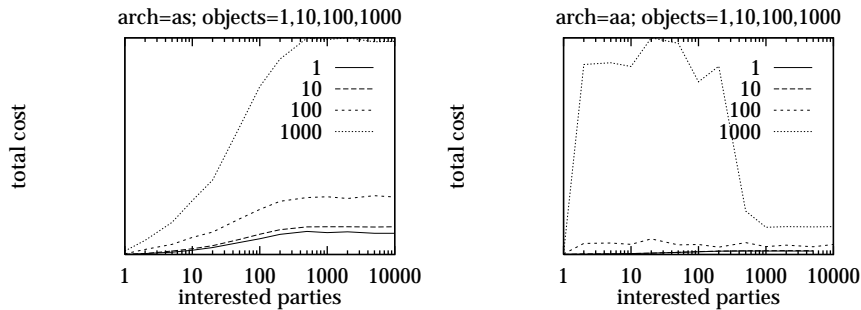 arch=as; objects=1,10,100,1000
total cost
1
10
100
1000
1 10 100 1000 10000
interested parties
arch=aa; objects=1,10,100,1000
total cost
1
10
100
1000
1 10 100 1000 10000
interested parties